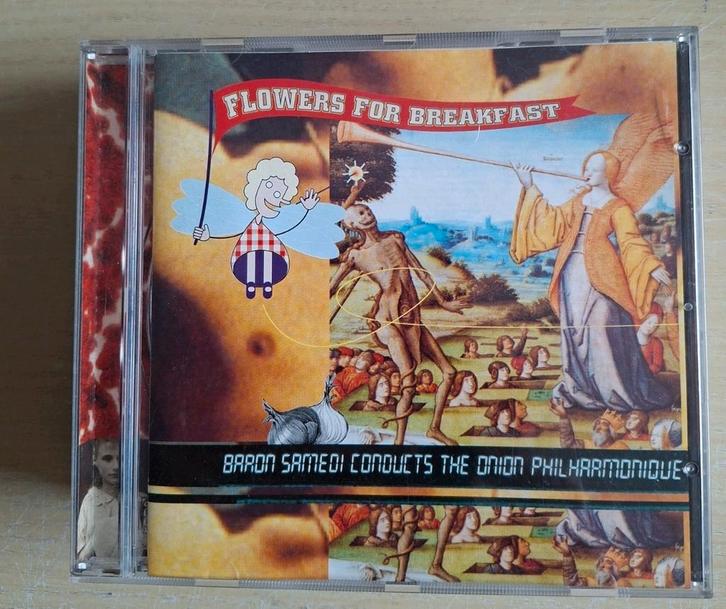 FLOWERS FOR BREAKFAST
BARON SAMEDI CONDUCTS THE ONION PHILHARMONIQUE